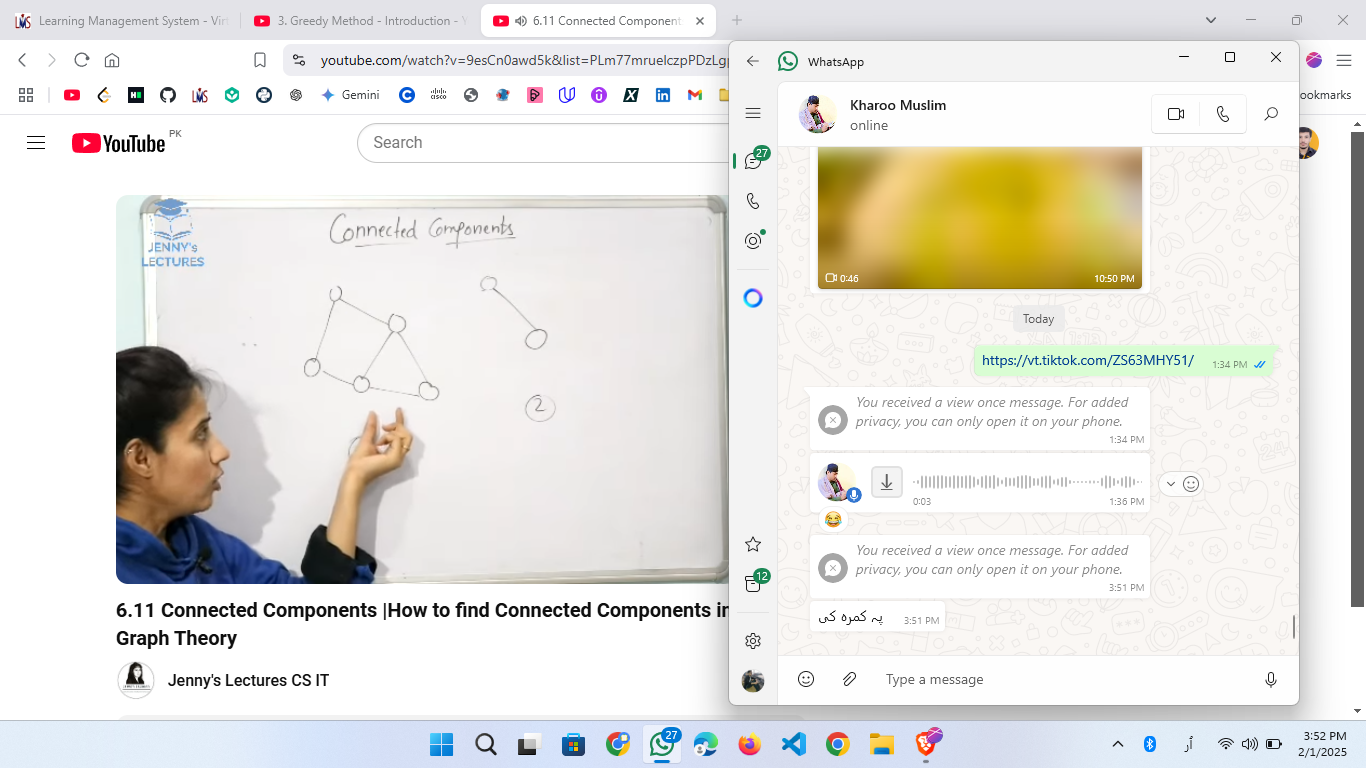 Learning Management System - Virt
3. Greedy Method - Introduction - Y
6.11 Connected Component
youtube.com/watch?v=9esCn0awd5k&list=PLm77mruelczpPDzLgp
Gemini
ookmarks
YouTube
PK
Search
JENNY's
LECTURES
Connected Components
2
6.11 Connected Components |How to find Connected Components in
Graph Theory
Jenny's Lectures CS IT
WhatsApp
Kharoo Muslim
online
27
12
0:46
10:50 PM
Today
https://vt.tiktok.com/ZS63MHY51/
1:34 PM
You received a view once message. For added
privacy, you can only open it on your phone.
1:34 PM
0:03
1:36 PM
You received a view once message. For added
privacy, you can only open it on your phone.
3:51 PM
پہ کمرہ کی
3:51 PM
Type a message
27
3:52 PM
2/1/2025